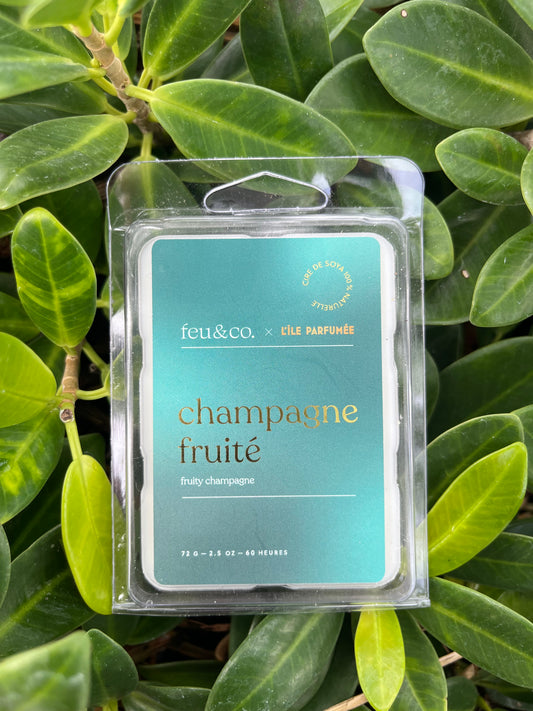 CIRE DE SOYA 100 % NATURELLE
feu&co. × L'ÎLE PARFUMÉE
champagne
fruité
fruity champagne
72 G — 2.5 OZ — 60 HEURES